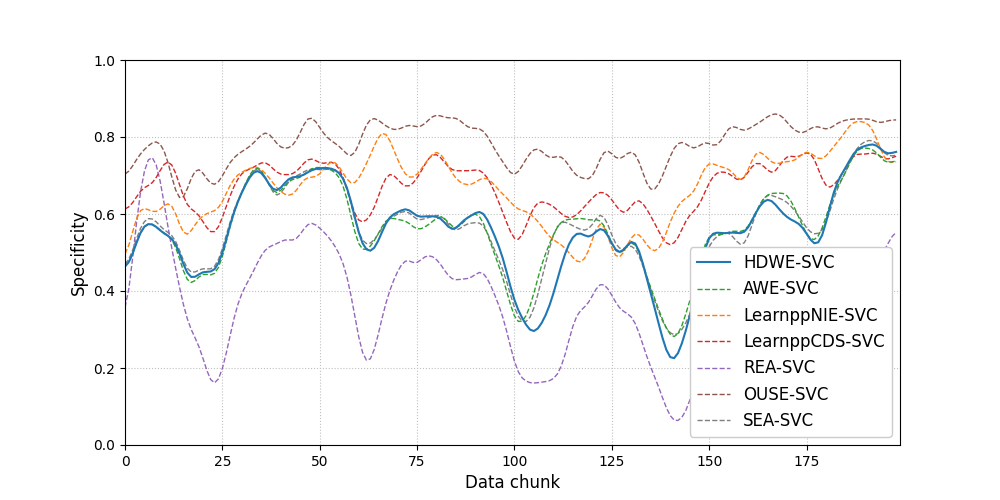 1.0
0.8
0.6
0.4
0.2
0.0
Specificity
0 25 50 75 100 125 150 175
Data chunk
HDWE-SVC
AWE-SVC
LearnppNIE-SVC
LearnppCDS-SVC
REA-SVC
OUSE-SVC
SEA-SVC